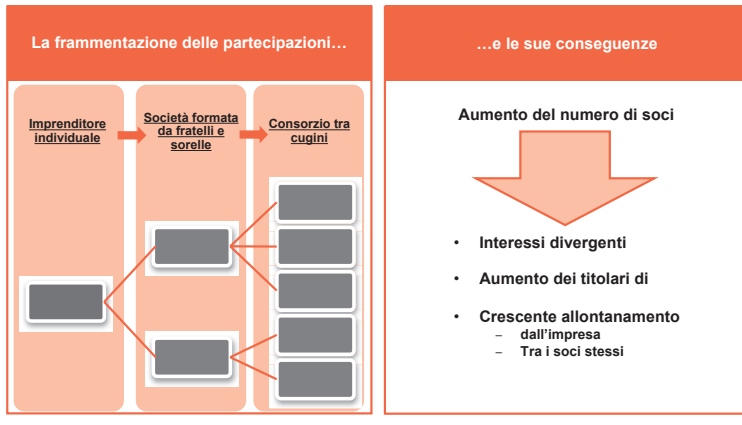 La frammentazione delle partecipazioni…
Imprenditore
individuale
Società formata
da fratelli e
sorelle
Consorzio tra
cugini
…e le sue conseguenze
Aumento del numero di soci
• Interessi divergenti
• Aumento dei titolari di
• Crescente allontanamento
– dall’impresa
– Tra i soci stessi